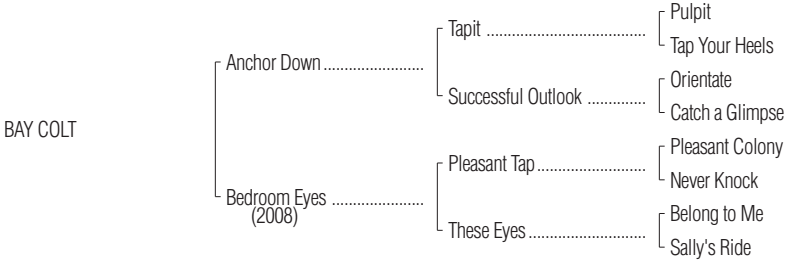 Pulpit
Tapit ....................................
Tap Your Heels
Anchor Down.......................
Orientate
Successful Outlook .............
Catch a Glimpse
BAY COLT
Pleasant Colony
Pleasant Tap.........................
Never Knock
Bedroom Eyes .....................
(2008)
Belong to Me
These Eyes...........................
Sally's Ride